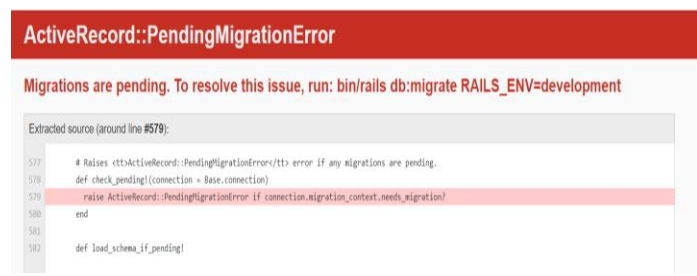 ActiveRecord::PendingMigrationError
Migrations are pending. To resolve this issue, run: bin/rails db:migrate RAILS_ENV=development
Extracted source (around line #579):
577 # Raises <tt>ActiveRecord::PendingMigrationError</tt> error if any migrations are pending.
578 def check_pending!(connection = Base.connection)
579 raise ActiveRecord::PendingMigrationError if connection.migration_context.needs_migration?
580 end
581
582 def load_schema_if_pending!